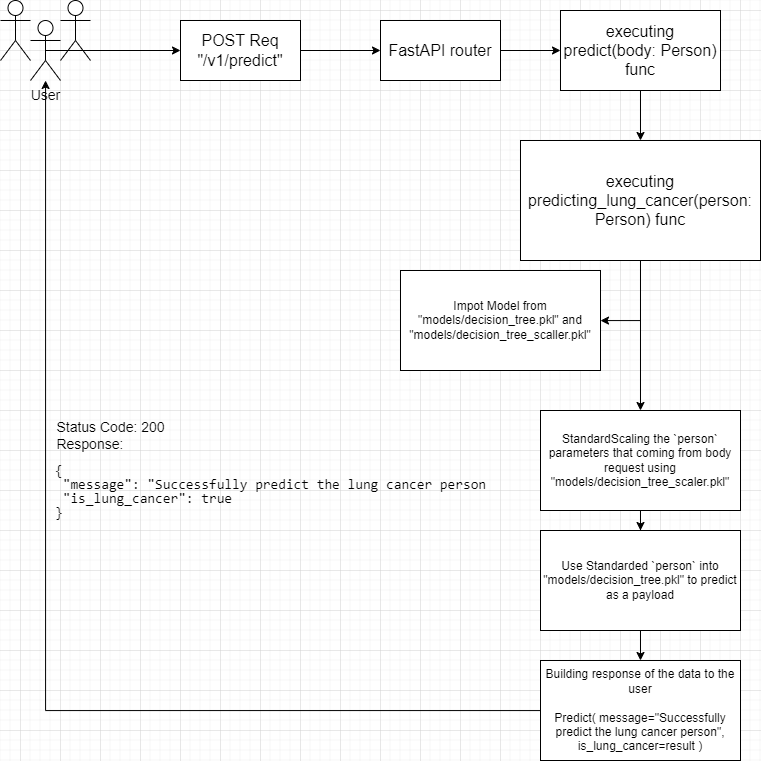 User
POST Req
"/v1/predict"
FastAPI router
executing
predict(body: Person)
func
executing
predicting_lung_cancer(person:
Person) func
Impot Model from
"models/decision_tree.pkl" and
"models/decision_tree_scaller.pkl"
StandardScaling the `person`
parameters that coming from body
request using
"models/decision_tree_scaler.pkl"
Use Standarded `person` into
"models/decision_tree.pkl" to predict
as a payload
Building response of the data to the
user
Predict( message="Successfully
predict the lung cancer person",
is_lung_cancer=result )
Status Code: 200
Response:
{
"message": "Successfully predict the lung cancer person
"is_lung_cancer": true
}